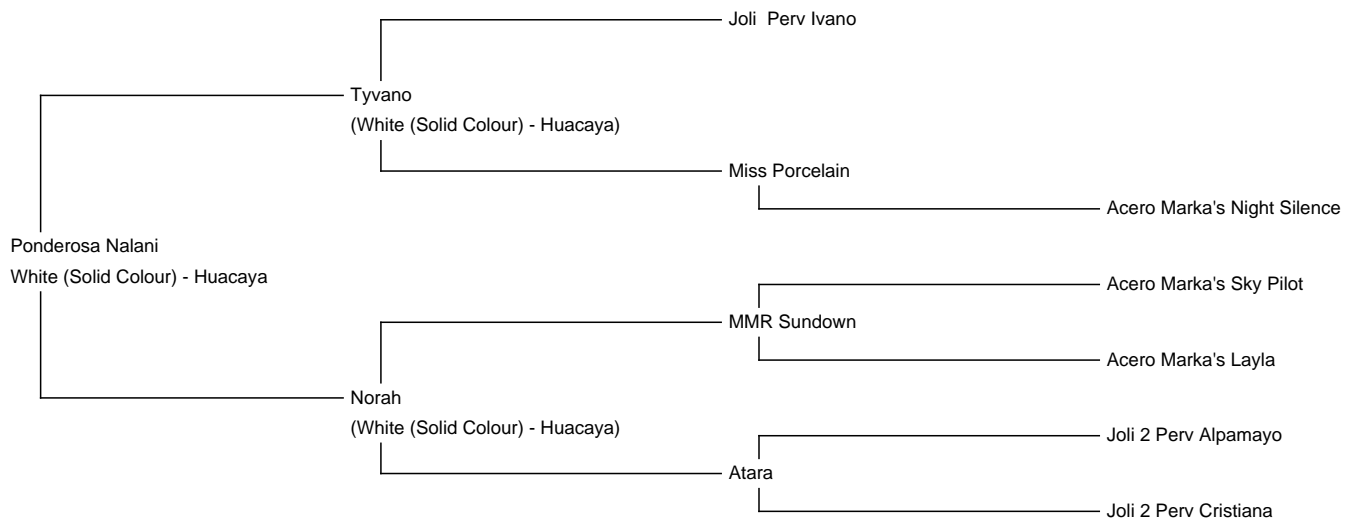 Joli  Perv Ivano
Tyvano
(White (Solid Colour) - Huacaya)
Miss Porcelain
Acero Marka's Night Silence
Ponderosa Nalani
White (Solid Colour) - Huacaya
Acero Marka's Sky Pilot
MMR Sundown
Acero Marka's Layla
Norah
(White (Solid Colour) - Huacaya)
Joli 2 Perv Alpamayo
Atara
Joli 2 Perv Cristiana